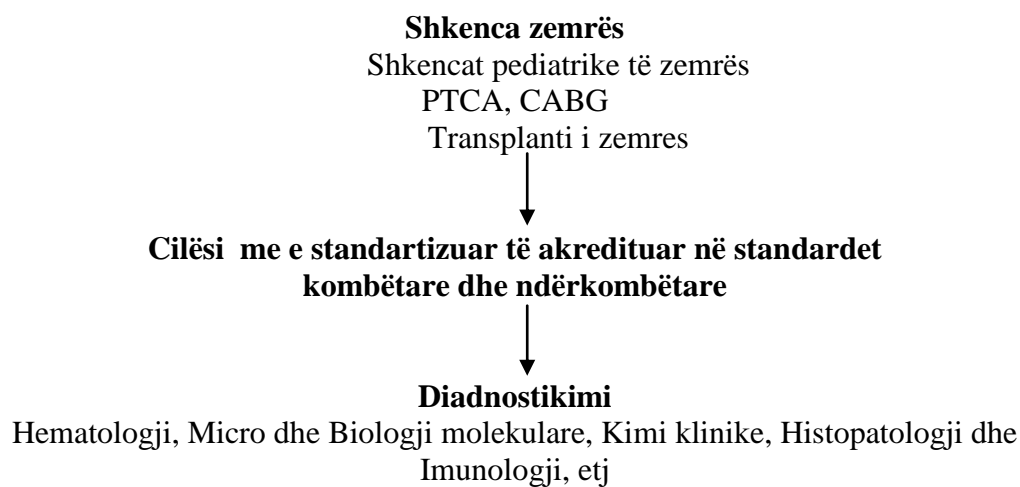 Shkenca zemrës
Shkencat pediatrike të zemrës
PTCA, CABG
Transplanti i zemres
Cilësi me e standartizuar të akredituar në standardet
kombëtare dhe ndërkombëtare
Diadnostikimi
Hematologji, Micro dhe Biologji molekulare, Kimi klinike, Histopatologji dhe
Imunologji, etj